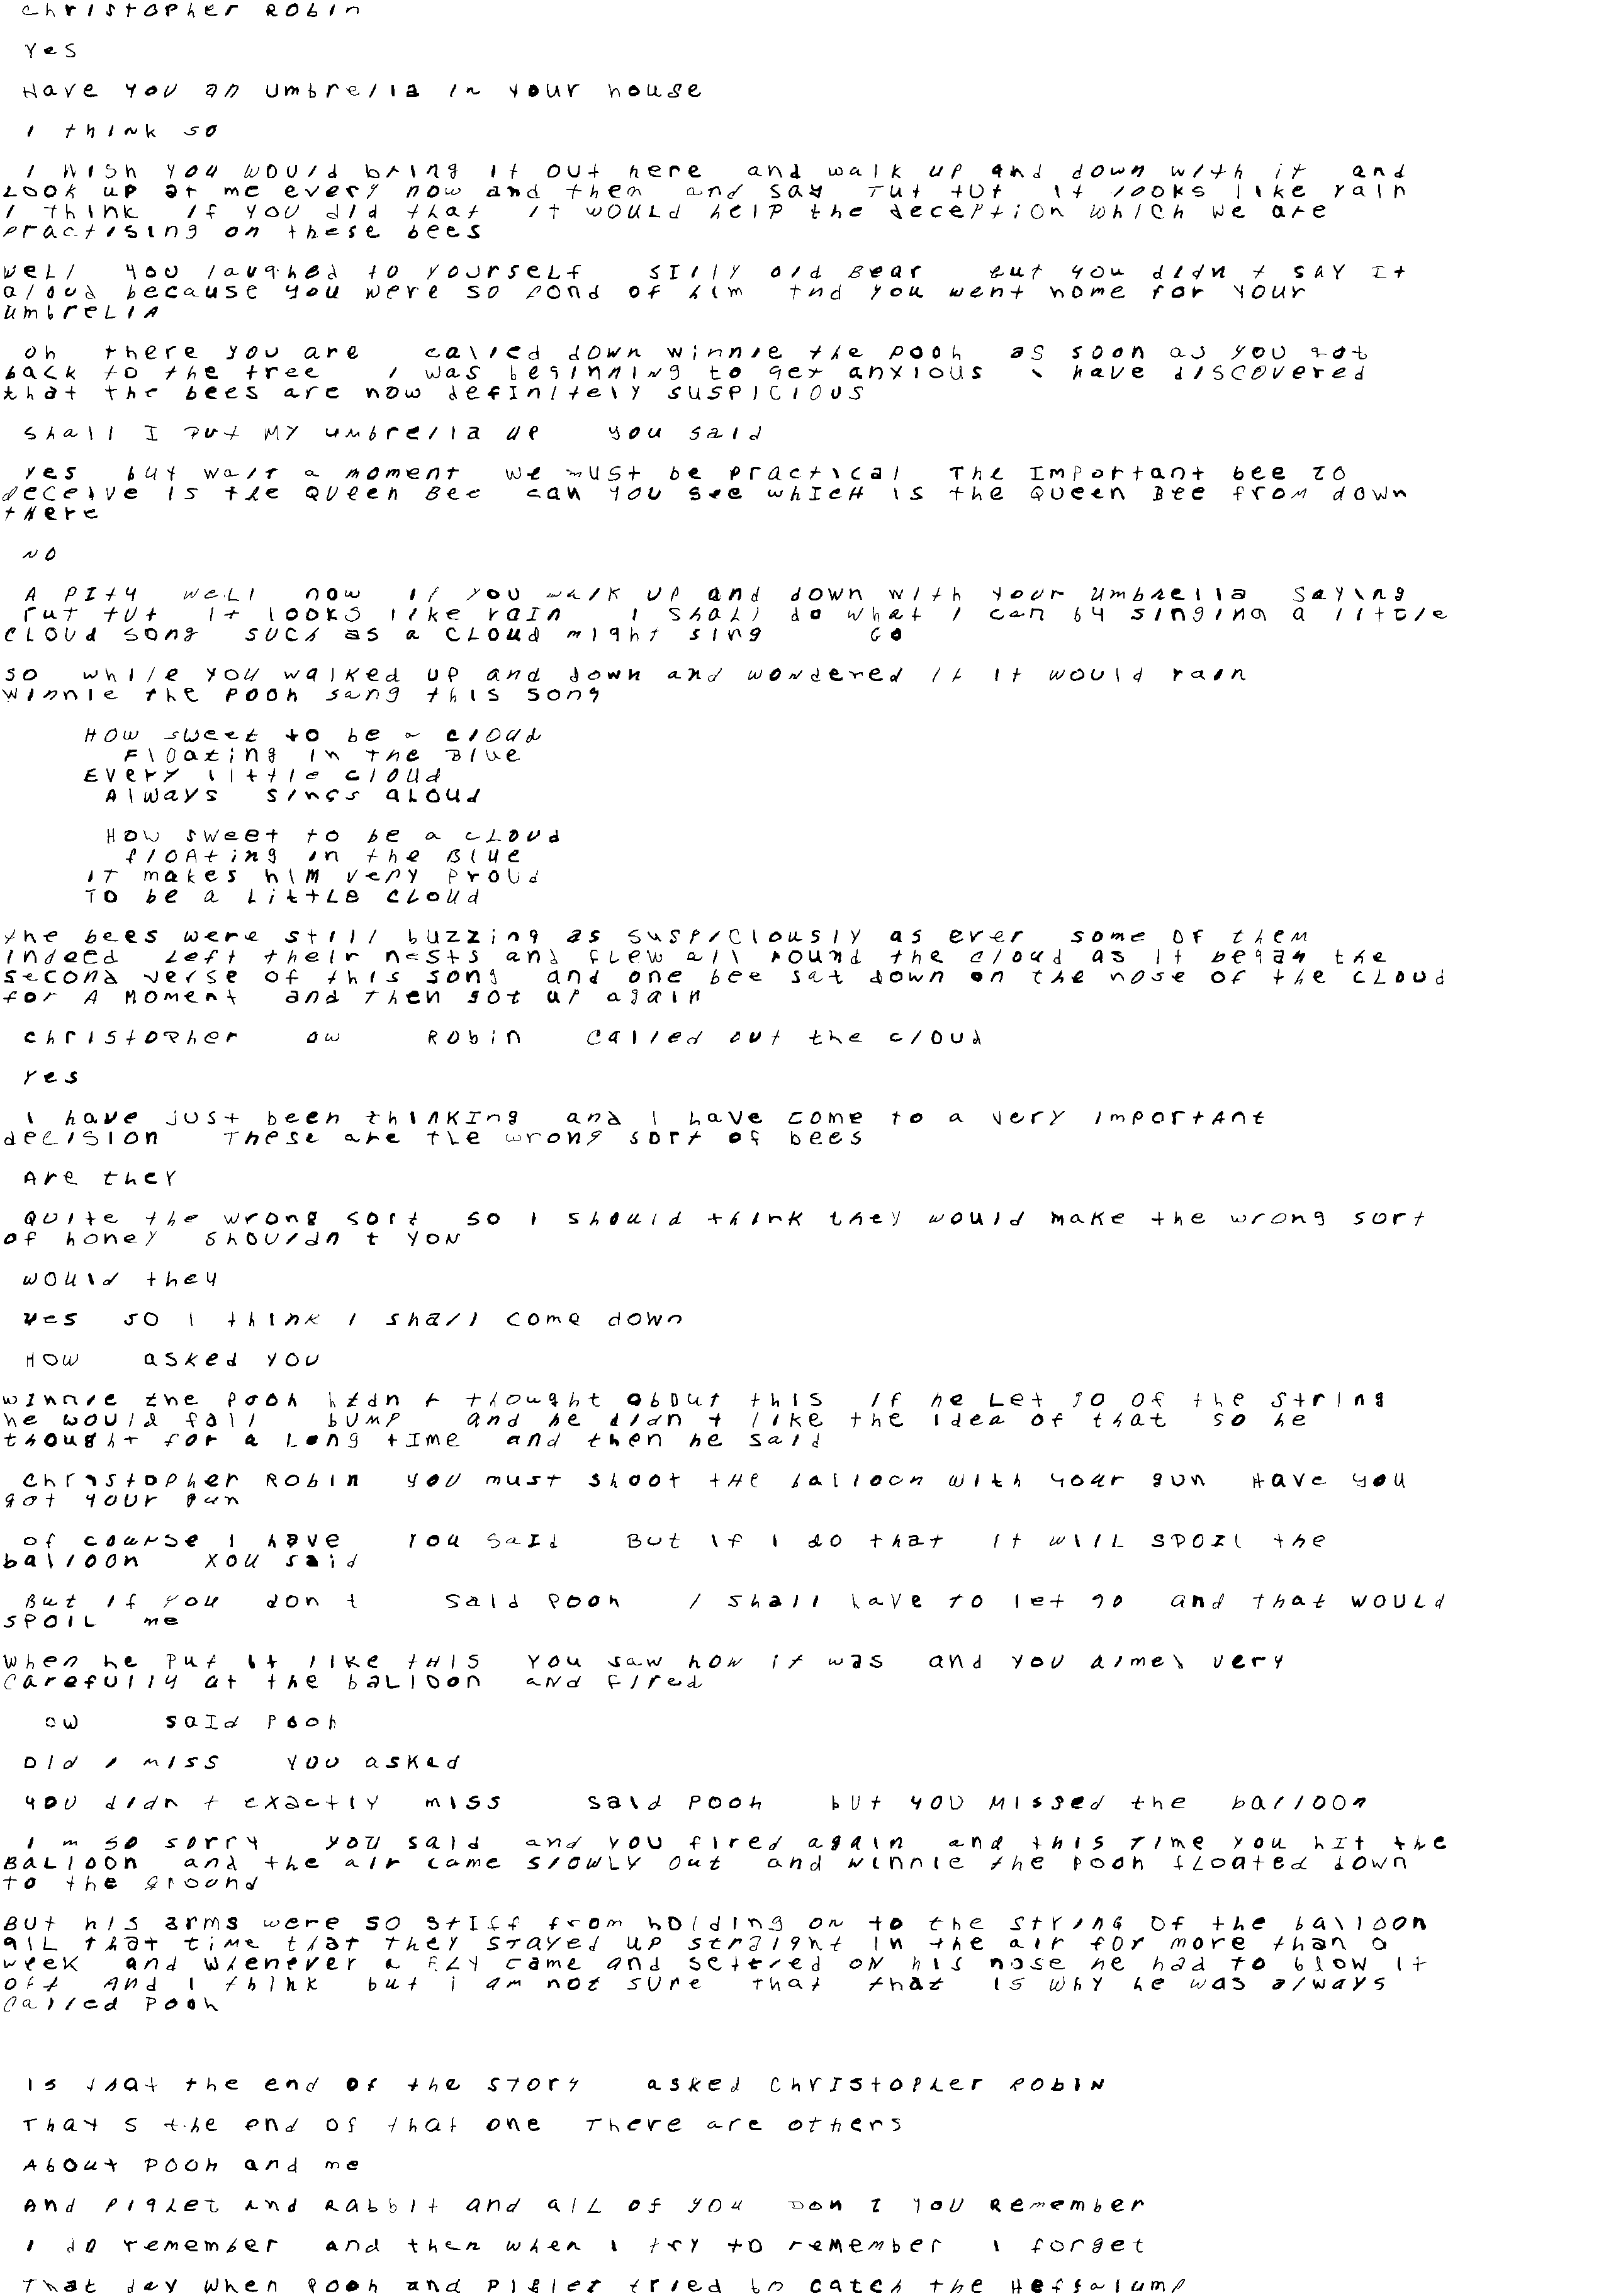 Christopher Robin
Yes
Have you an umbrella in your house
I think so
I wish you would bring it out here and walk up and down with it and
look up at me every now and then and say Tut tut it looks like rain
I think if you did that it would help the deception which we are
practising on these bees
Well you laughed to yourself Silly old Bear but you didn t say it
aloud because you were so fond of him and you went home for your
umbrella
Oh there you are called down Winnie the Pooh as soon as you got
back to the tree I was beginning to get anxious I have discovered
that the bees are now definitely Suspicious
Shall I put my umbrella up you said
Yes but wait a moment We must be practical The important bee to
deceive is the Queen Bee Can you see which is the Queen Bee from down
there
No
A pity Well now if you walk up and down with your umbrella saying
Tut tut it looks like rain I shall do what I can by singing a little
Cloud Song such as a cloud might sing Go
So while you walked up and down and wondered if it would rain
Winnie the Pooh sang this song
How sweet to be a Cloud
Floating in the Blue
Every little cloud
Always sings aloud
How sweet to be a Cloud
Floating in the Blue
It makes him very proud
To be a little cloud
The bees were still buzzing as suspiciously as ever Some of them
indeed left their nests and flew all round the cloud as it began the
second verse of this song and one bee sat down on the nose of the cloud
for a moment and then got up again
Christopher ow Robin called out the cloud
Yes
I have just been thinking and I have come to a very important
decision These are the wrong sort of bees
Are they
Quite the wrong sort So I should think they would make the wrong sort
of honey shouldn t you
Would they
Yes So I think I shall come down
How asked you
Winnie the Pooh hadn t thought about this If he let go of the string
he would fall bump and he didn t like the idea of that So he
thought for a long time and then he said
Christopher Robin you must shoot the balloon with your gun Have you
got your gun
Of course I have you said But if I do that it will spoil the
balloon you said
But if you don t said Pooh I shall have to let go and that would
spoil me
When he put it like this you saw how it was and you aimed very
carefully at the balloon and fired
Ow said Pooh
Did I miss you asked
You didn t exactly miss said Pooh but you missed the balloon
I m so sorry you said and you fired again and this time you hit the
balloon and the air came slowly out and Winnie the Pooh floated down
to the ground
But his arms were so stiff from holding on to the string of the balloon
all that time that they stayed up straight in the air for more than a
week and whenever a fly came and settled on his nose he had to blow it
off And I think but I am not sure that that is why he was always
called Pooh
Is that the end of the story asked Christopher Robin
That s the end of that one There are others
About Pooh and Me
And Piglet and Rabbit and all of you Don t you remember
I do remember and then when I try to remember I forget
That day when Pooh and Piglet tried to catch the Heffalump